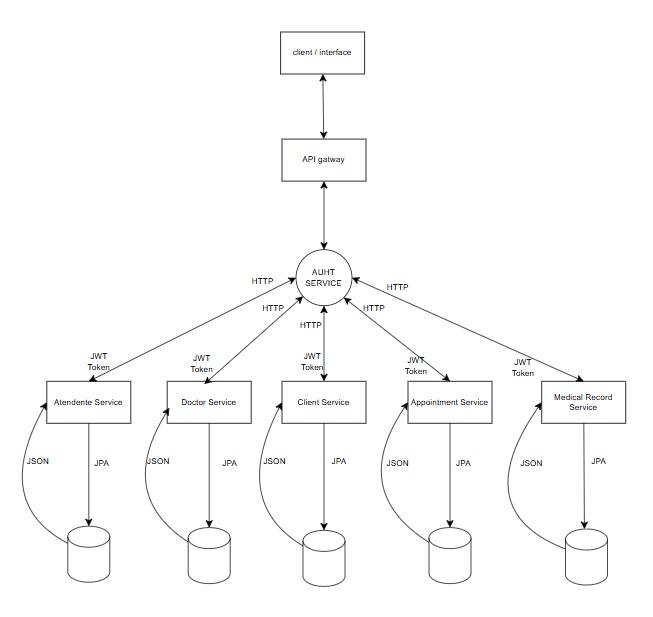 client / interface
API gatway
AUHT
SERVICE
HTTP
HTTP
HTTP
HTTP
HTTP
JWT
Token
JWT
Token
JWT
Token
JWT
Token
JWT
Token
Atendente Service
Doctor Service
Client Service
Appointment Service
Medical Record
Service
JSON
JPA
JSON
JPA
JSON
JPA
JSON
JPA
JSON
JPA